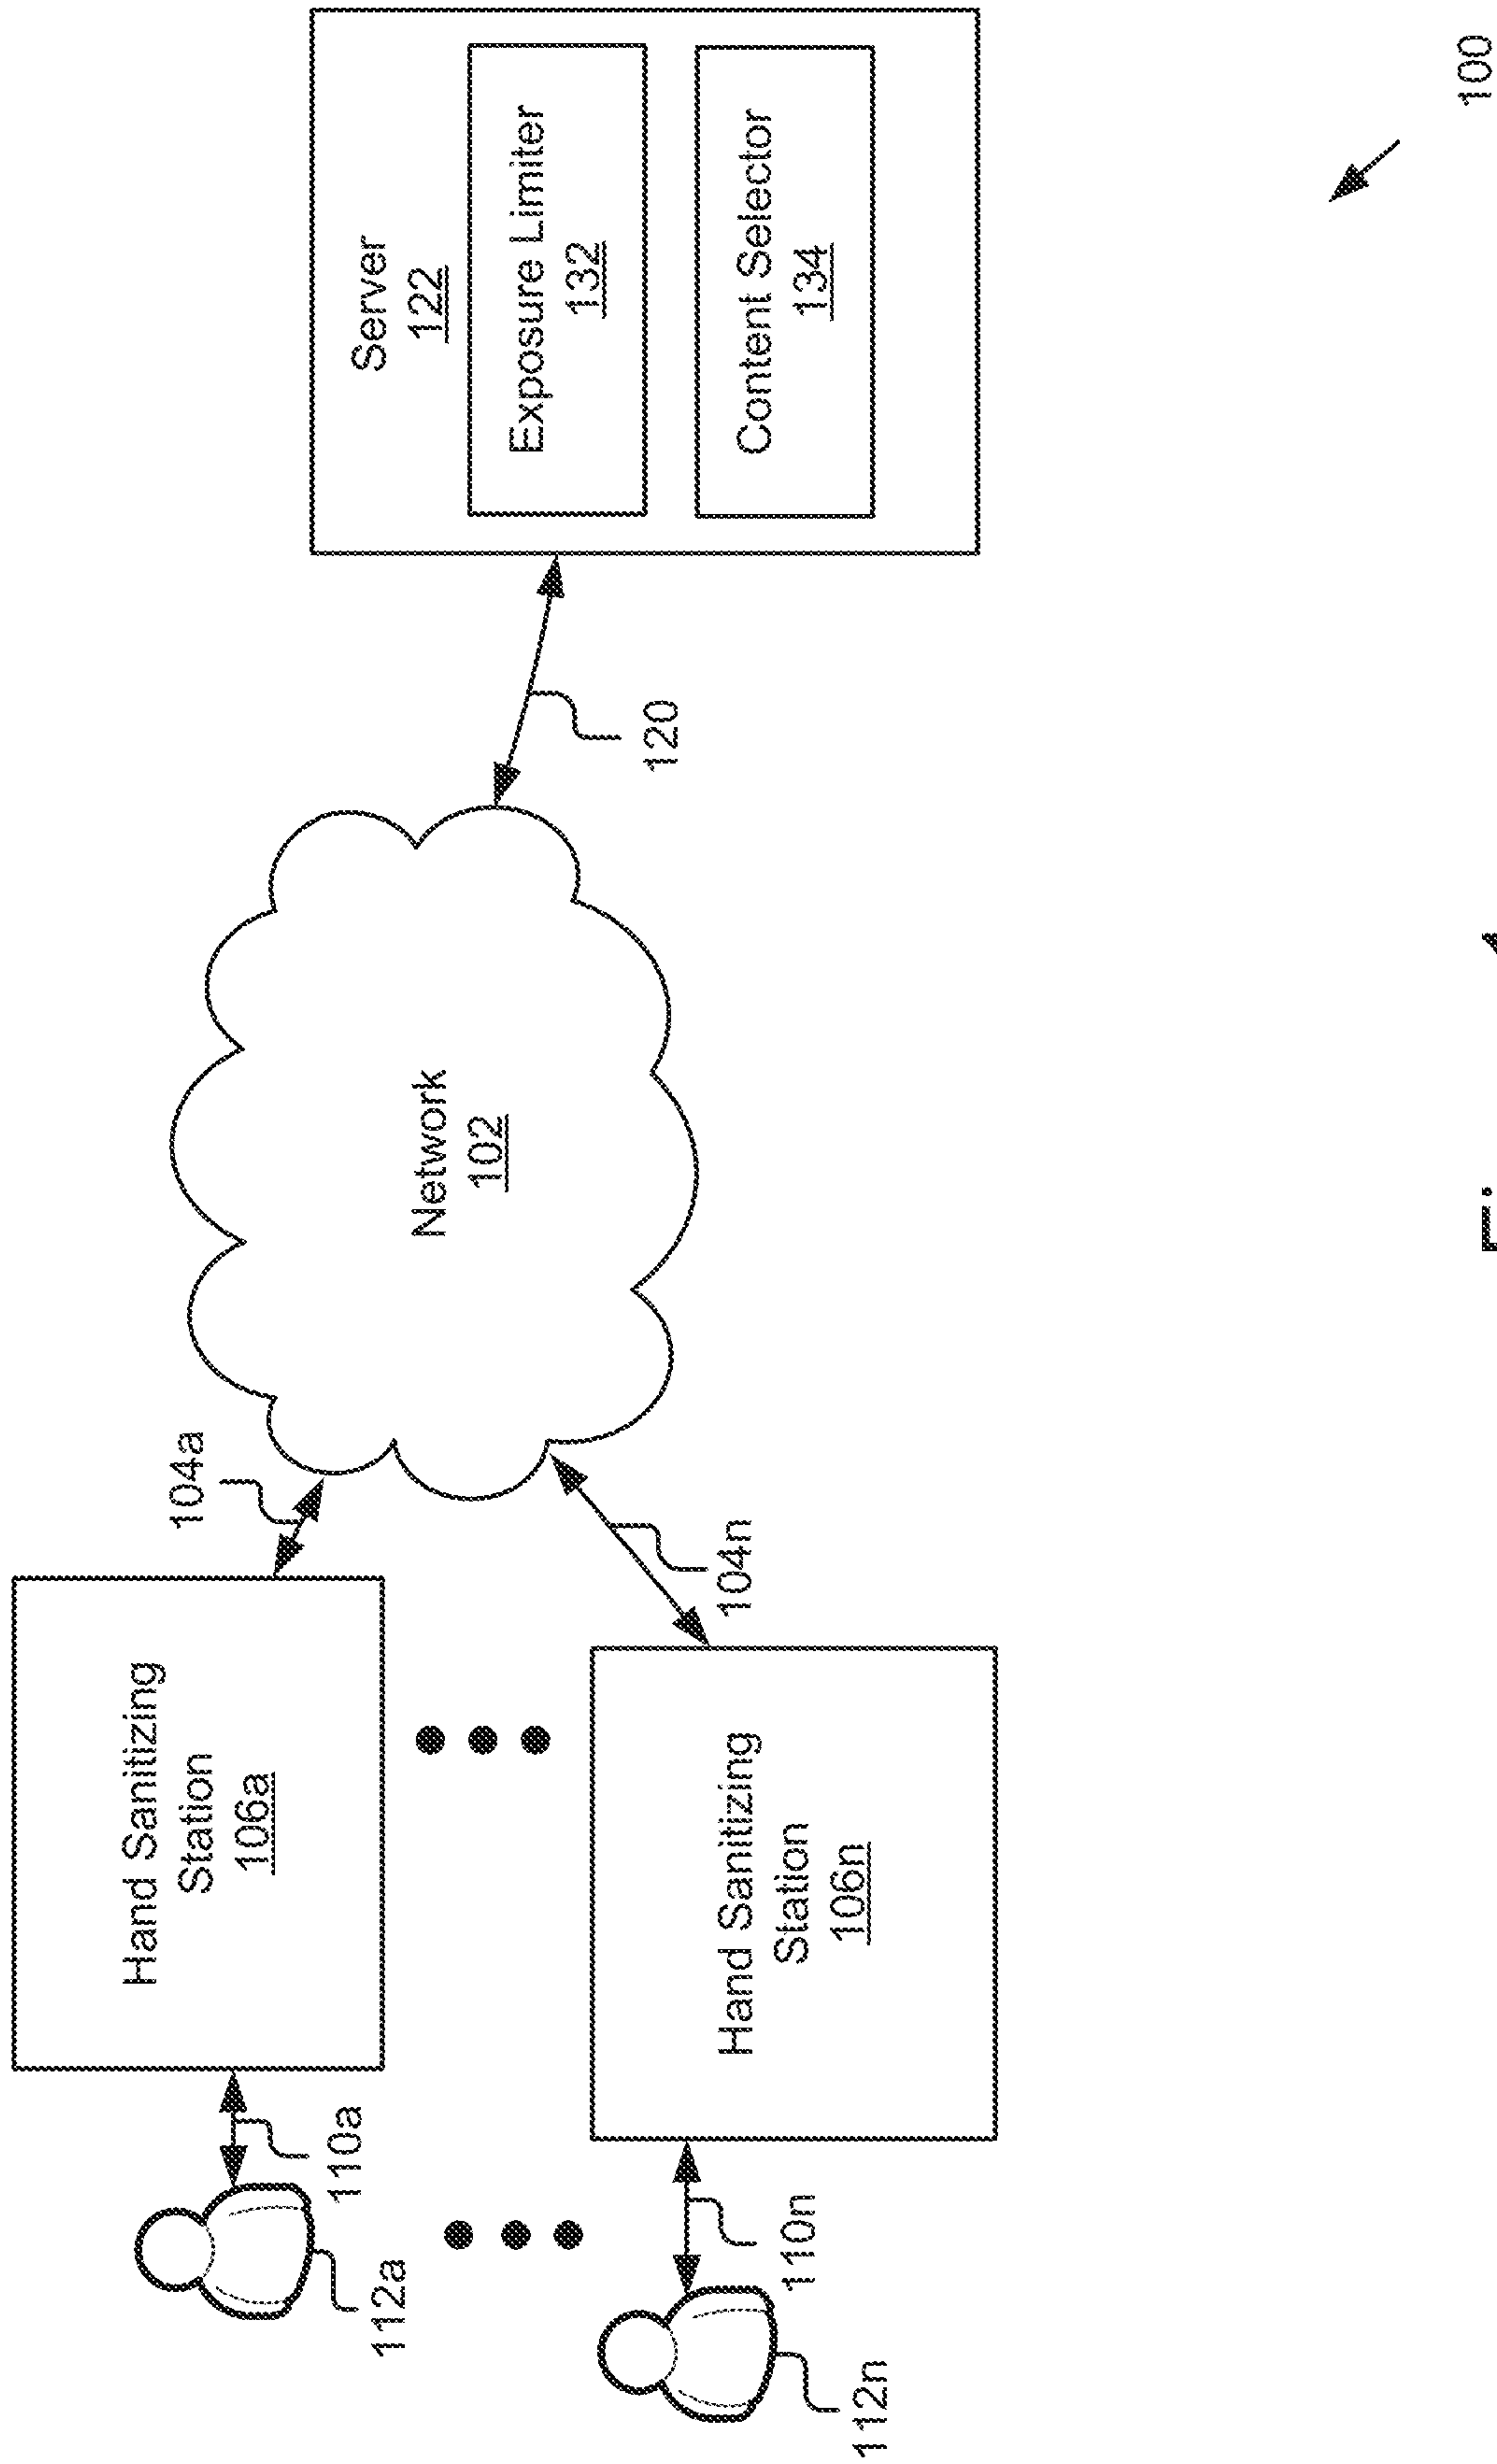 Hand Sanitizing
Station
106a
104a
110a
112a
Hand Sanitizing
Station
106n
104n
110n
112n
Network
102
120
Server
122
Exposure Limiter
132
Content Selector
134
100